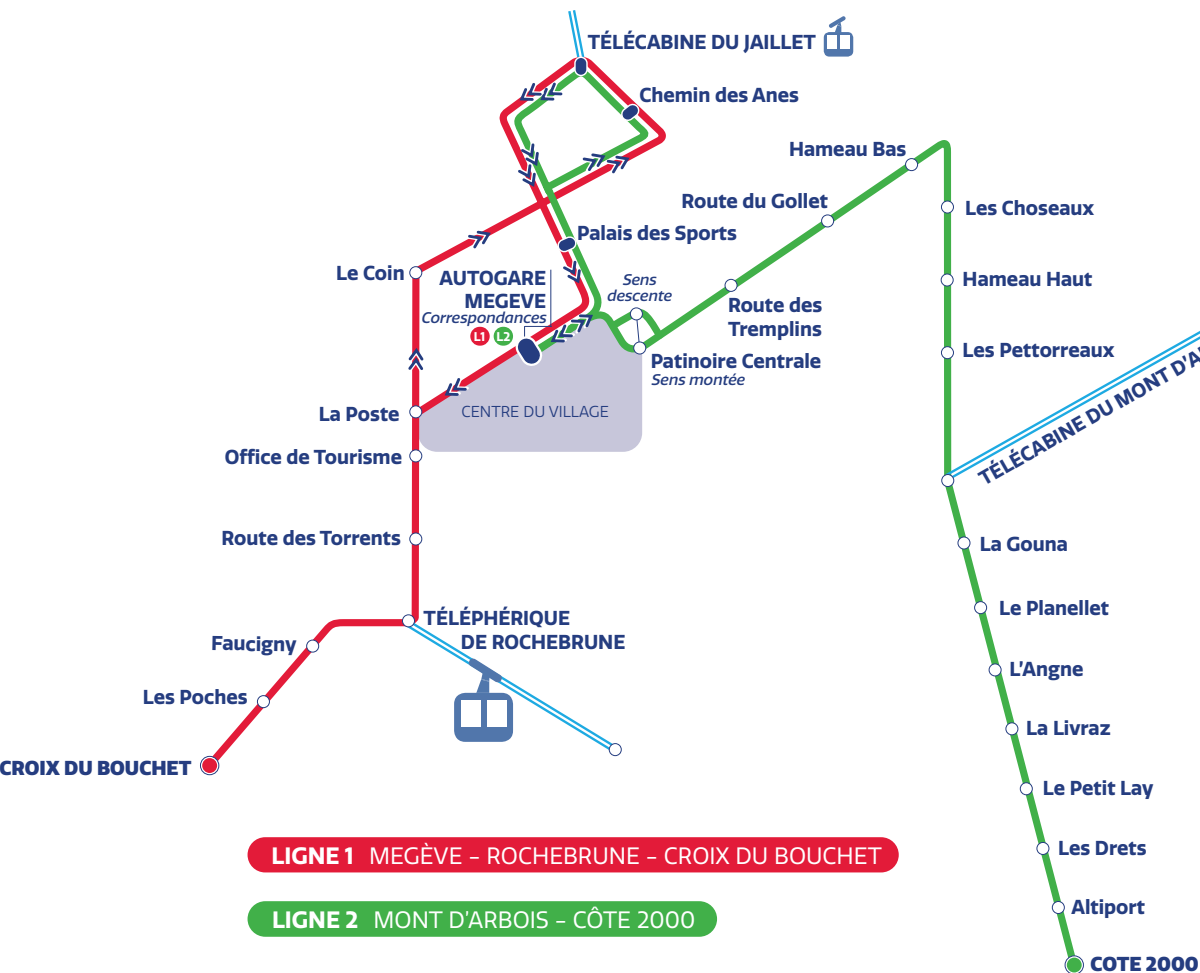 TÉLÉCABINE DU JAILLET
Chemin des Anes
Hameau Bas
Route du Gollet
Les Choseaux
Palais des Sports
Le Coin
AUTOGARE
MEGEVE
Correspondances
L1 L2
Sens
descente
Hameau Haut
Route des
Tremplins
Les Pettorreaux
Patinoire Centrale
Sens montée
La Poste
CENTRE DU VILLAGE
TÉLÉCABINE DU MONT D'A
Office de Tourisme
Route des Torrents
La Gouna
Le Planellet
TÉLÉPHÉRIQUE
DE ROCHEBRUNE
Faucigny
L'Angne
Les Poches
La Livraz
CROIX DU BOUCHET
Le Petit Lay
LIGNE 1 MEGÈVE – ROCHEBRUNE – CROIX DU BOUCHET
Les Drets
LIGNE 2 MONT D'ARBOIS – CÔTE 2000
Altiport
COTE 2000